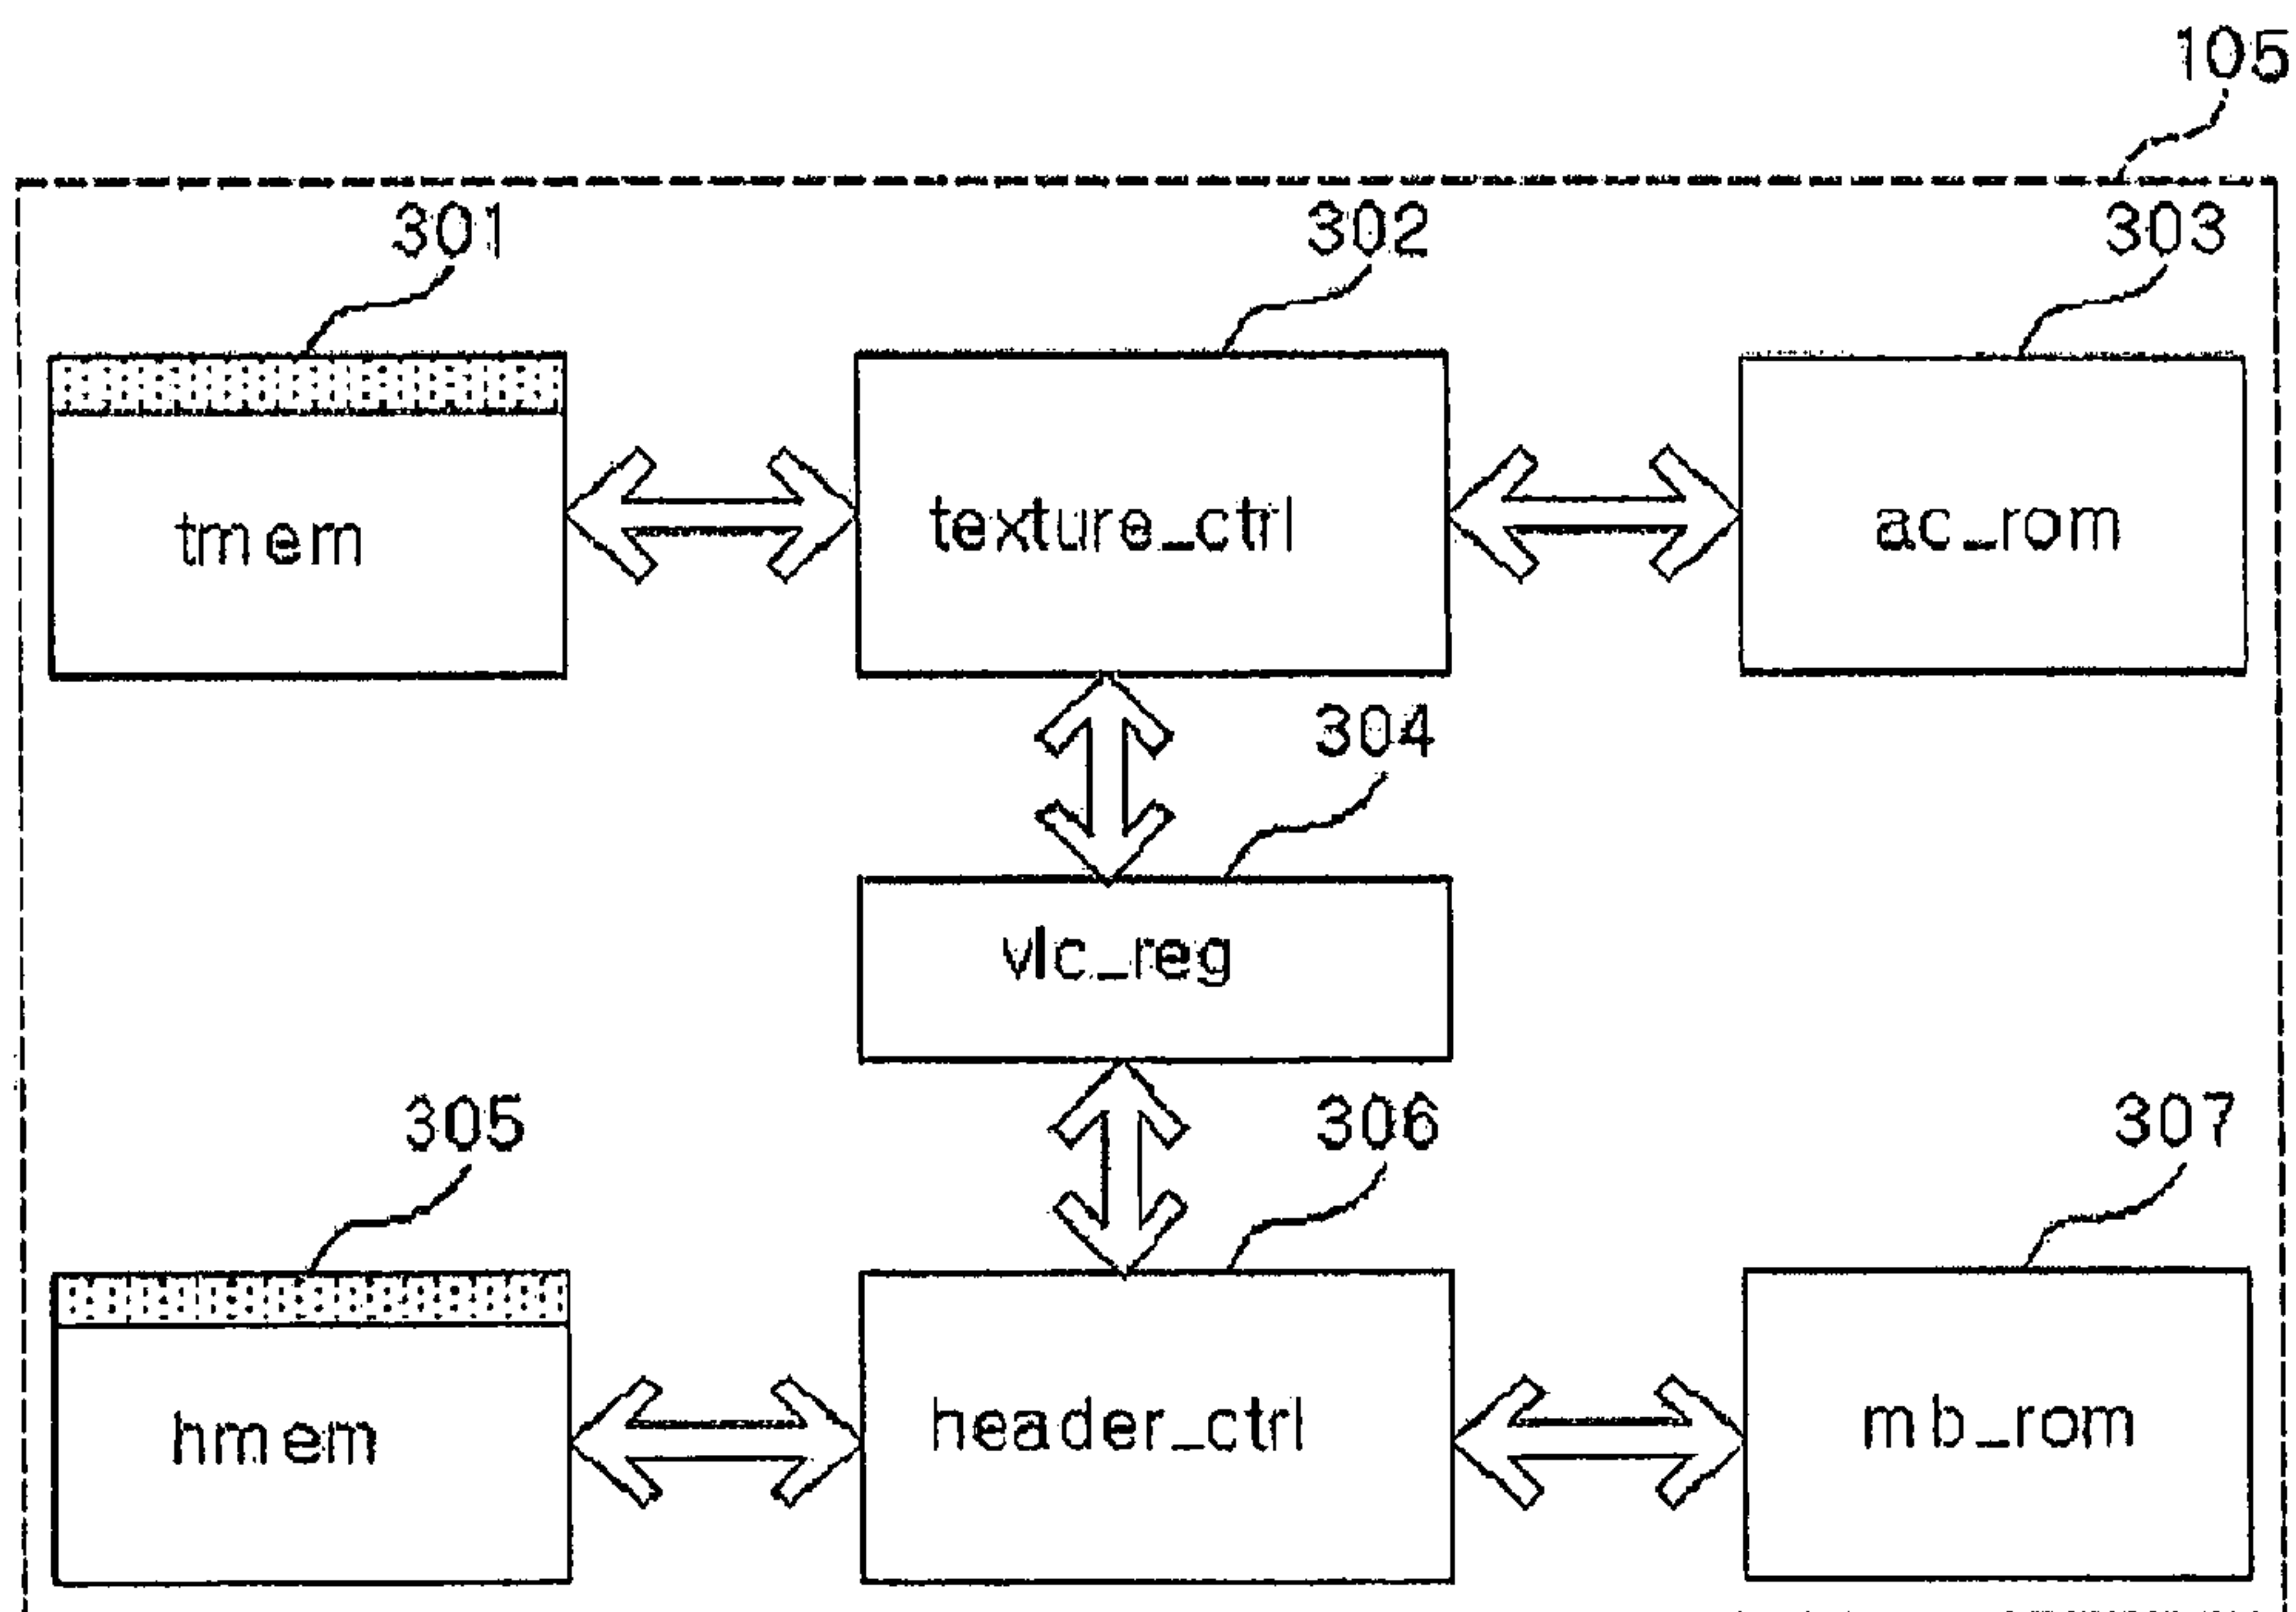 105
301
302
303
tmem
texture_ctrl
ac_rom
304
vlc_reg
305
306
307
hmem
header_ctrl
mb_rom